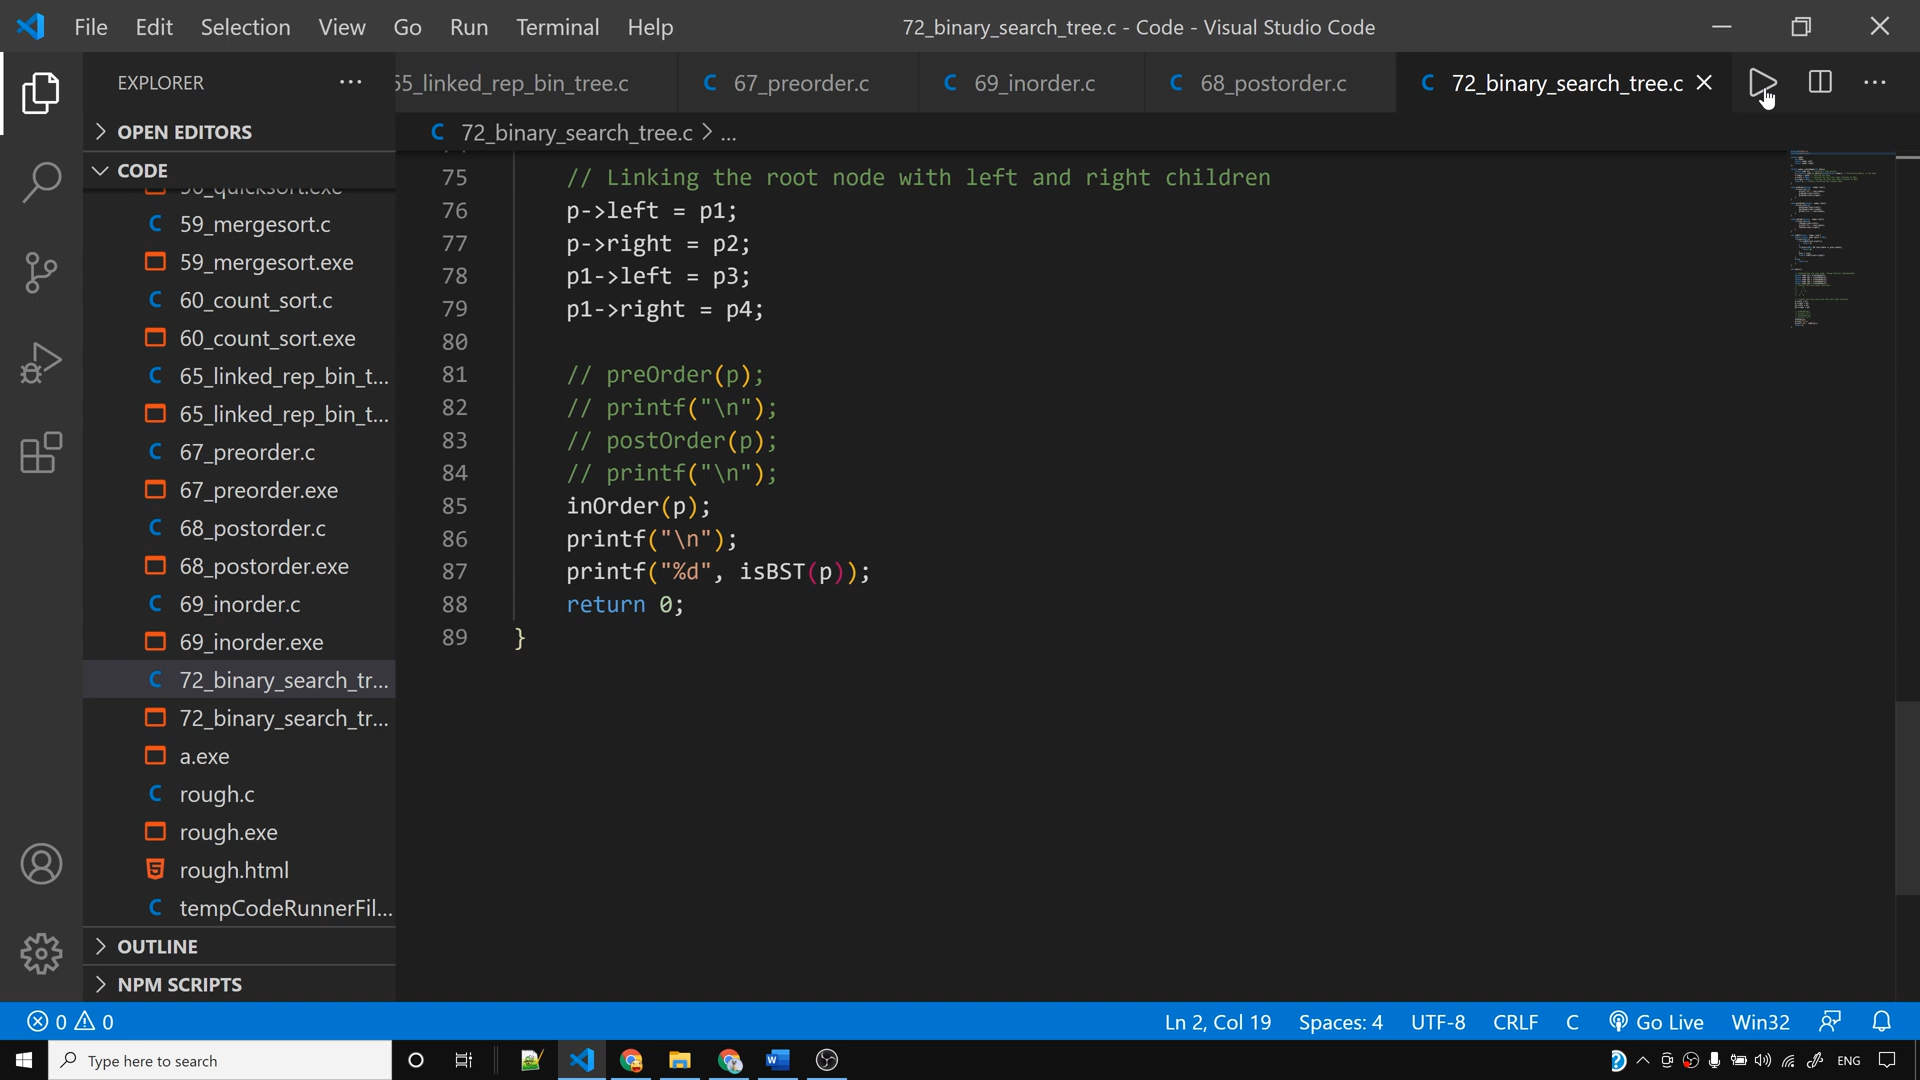 File Edit Selection View Go Run Terminal Help
72_binary_search_tree.c - Code - Visual Studio Code
EXPLORER
65_linked_rep_bin_tree.c
67_preorder.c
69_inorder.c
68_postorder.c
72_binary_search_tree.c
OPEN EDITORS
72_binary_search_tree.c > ...
CODE
59_mergesort.c
59_mergesort.exe
60_count_sort.c
60_count_sort.exe
65_linked_rep_bin_t...
65_linked_rep_bin_t...
67_preorder.c
67_preorder.exe
68_postorder.c
68_postorder.exe
69_inorder.c
69_inorder.exe
72_binary_search_tr...
72_binary_search_tr...
a.exe
rough.c
rough.exe
rough.html
tempCodeRunnerFil...
OUTLINE
NPM SCRIPTS
75 // Linking the root node with left and right children
76 p->left = p1;
77 p->right = p2;
78 p1->left = p3;
79 p1->right = p4;
80
81 // preOrder(p);
82 // printf("\n");
83 // postOrder(p);
84 // printf("\n");
85 inOrder(p);
86 printf("\n");
87 printf("%d", isBST(p));
88 return 0;
89 }
0 0
Ln 2, Col 19 Spaces: 4 UTF-8 CRLF C Go Live Win32
Type here to search
ENG